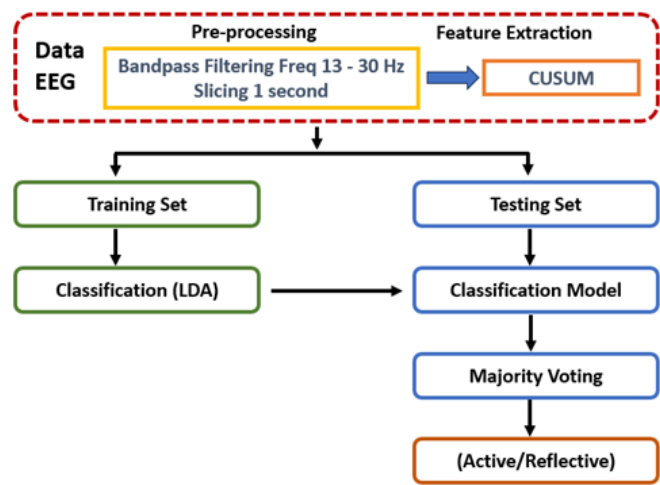 Pre-processing
Feature Extraction
Data
EEG
Bandpass Filtering Freq 13 - 30 Hz
Slicing 1 second
CUSUM
Training Set
Testing Set
Classification (LDA)
Classification Model
Majority Voting
(Active/Reflective)